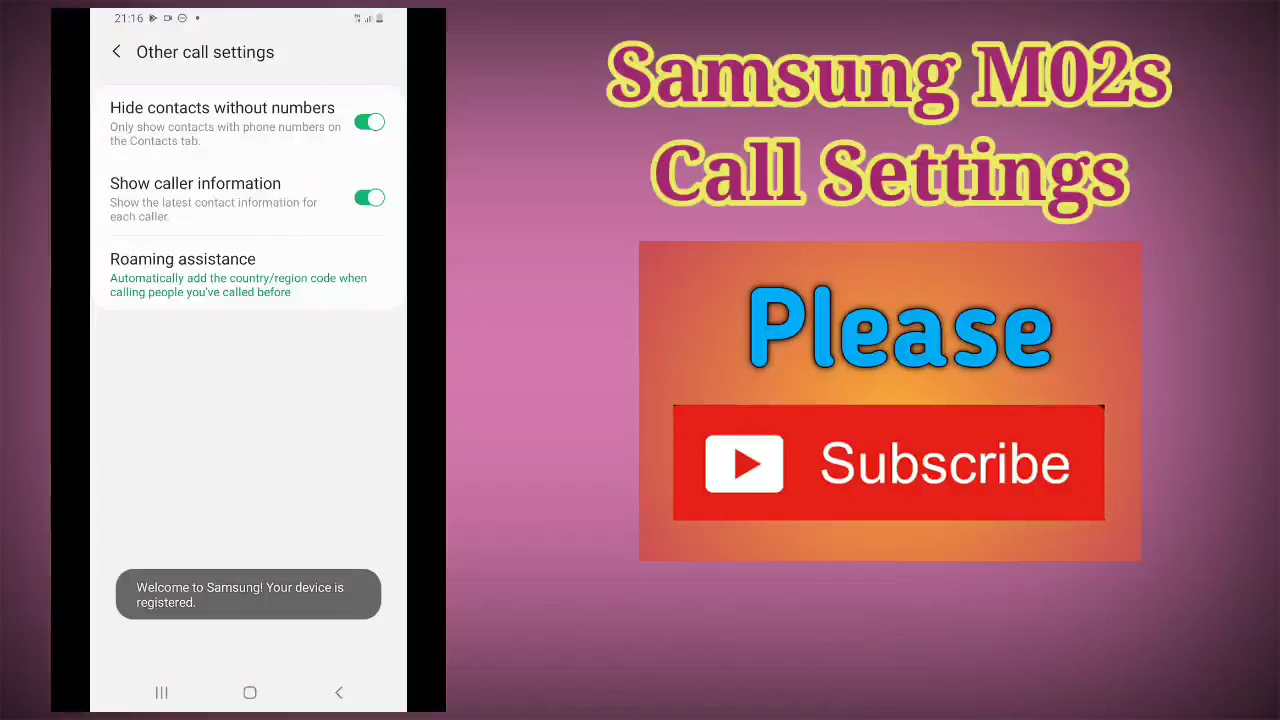 21:16
Other call settings
Hide contacts without numbers
Only show contacts with phone numbers on
the Contacts tab.
Show caller information
Show the latest contact information for
each caller.
Roaming assistance
Automatically add the country/region code when
calling people you've called before
Welcome to Samsung! Your device is
registered.
Samsung M02s
Call Settings
Please
Subscribe